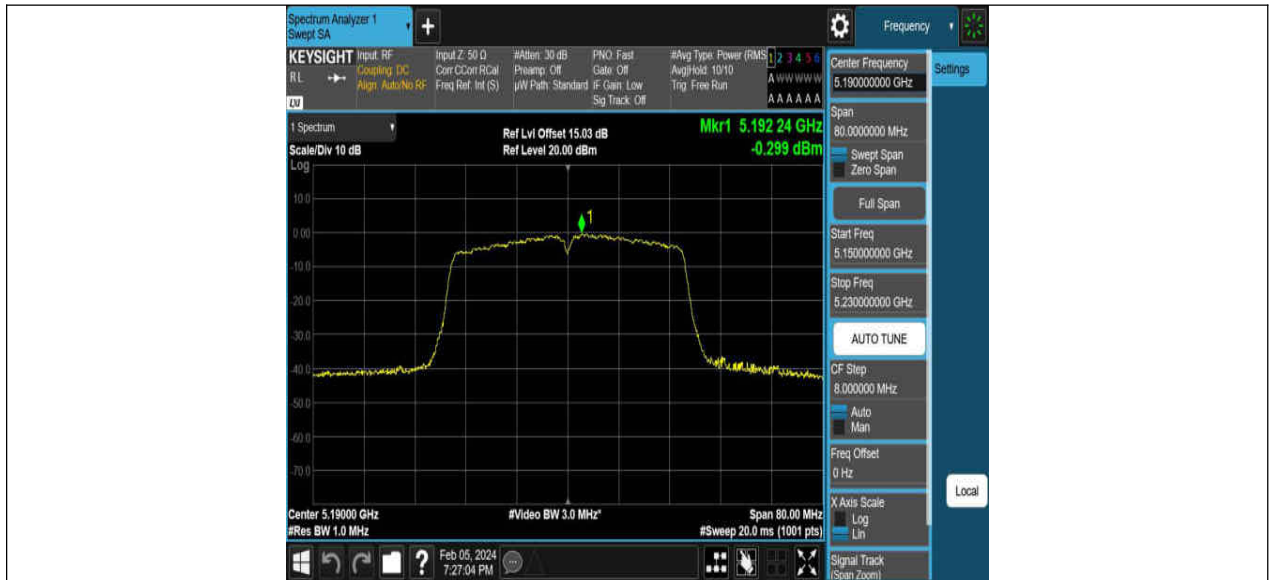 Spectrum Analyzer 1
Swept SA
+
Frequency
KEYSIGHT
RL
LXI
Input: RF
Coupling: DC
Align: Auto/No RF
Input Z: 50 Ω
Corr CCorr RCal
Freq Ref: Int (S)
#Atten: 30 dB
Preamp: Off
µW Path: Standard
PNO: Fast
Gate: Off
IF Gain: Low
Sig Track: Off
#Avg Type: Power (RMS
Avg|Hold: 10/10
Trig: Free Run
1 2 3 4 5 6
A W W W W W
A A A A A A
1 Spectrum
Scale/Div 10 dB
Log
Ref Lvl Offset 15.03 dB
Ref Level 20.00 dBm
Mkr1 5.192 24 GHz
-0.299 dBm
1
10.0
0.00
-10.0
-20.0
-30.0
-40.0
-50.0
-60.0
-70.0
Center 5.19000 GHz
#Res BW 1.0 MHz
#Video BW 3.0 MHz*
Span 80.00 MHz
#Sweep 20.0 ms (1001 pts)
?
Feb 05, 2024
7:27:04 PM
Center Frequency
5.190000000 GHz
Settings
Span
80.0000000 MHz
Swept Span
Zero Span
Full Span
Start Freq
5.150000000 GHz
Stop Freq
5.230000000 GHz
AUTO TUNE
CF Step
8.000000 MHz
Auto
Man
Freq Offset
0 Hz
X Axis Scale
Log
Lin
Local
Signal Track
(Span Zoom)